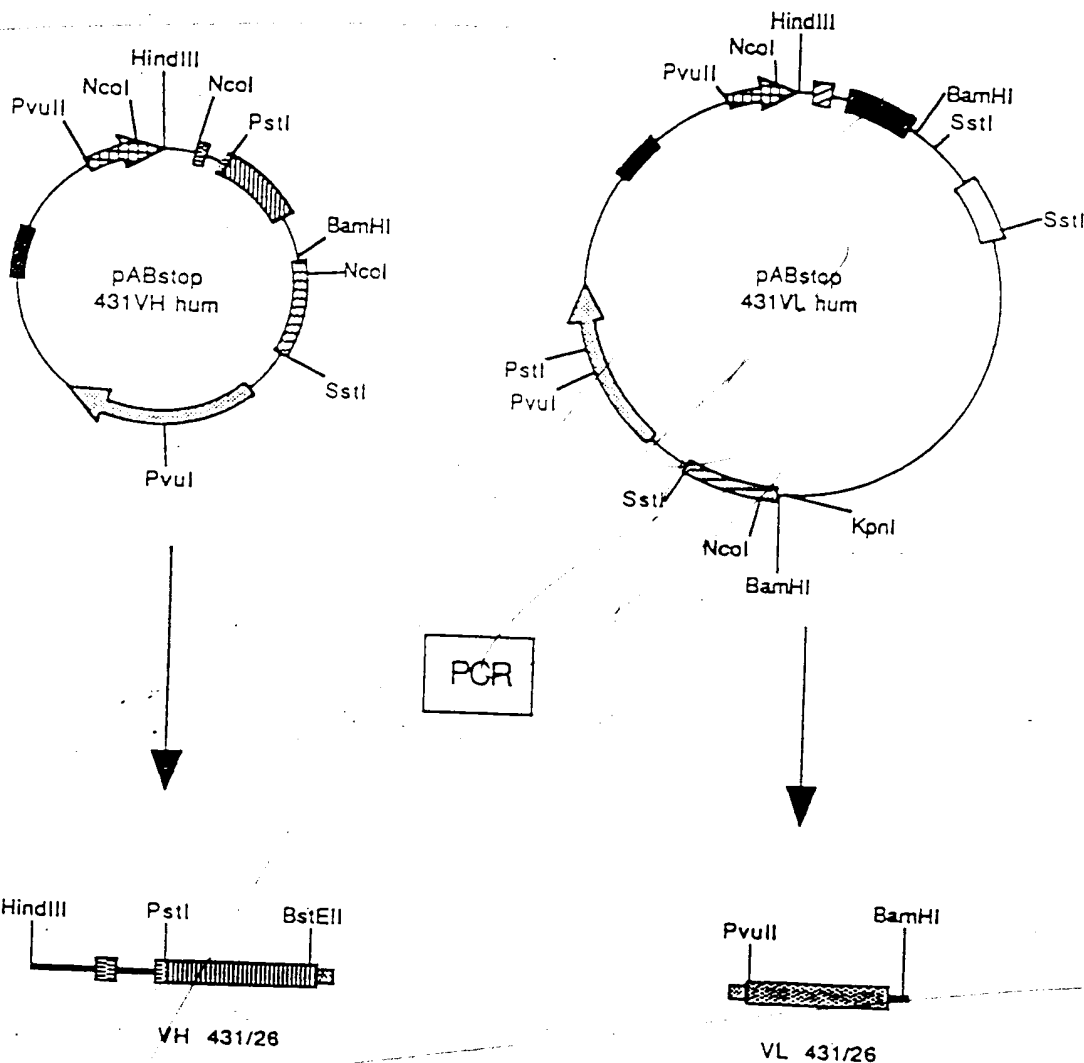 HindIII
NcoI
NcoI
PvuII
PstI
BamHI
NcoI
pABstop
431VH hum
SstI
PvuI
HindIII
NcoI
PvuII
BamHI
SstI
SstI
pABstop
431VL hum
PstI
PvuI
SstI
KpnI
NcoI
BamHI
PCR
HindIII
PstI
BstEII
VH 431/26
PvuII
BamHI
VL 431/26